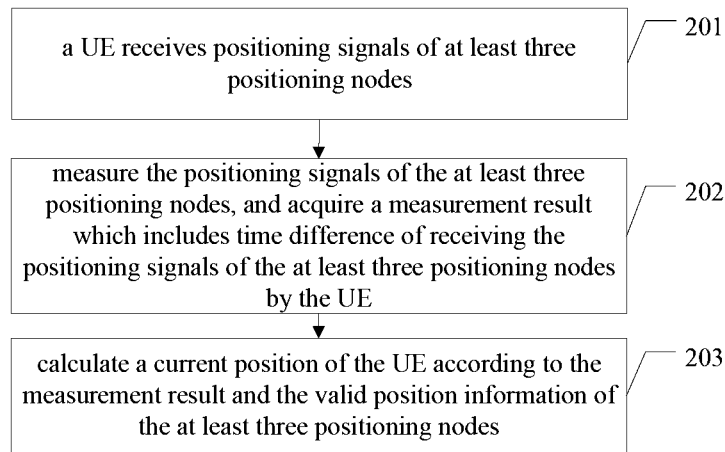 a UE receives positioning signals of at least three
positioning nodes
201
measure the positioning signals of the at least three
positioning nodes, and acquire a measurement result
which includes time difference of receiving the
positioning signals of the at least three positioning nodes
by the UE
202
calculate a current position of the UE according to the
measurement result and the valid position information of
the at least three positioning nodes
203